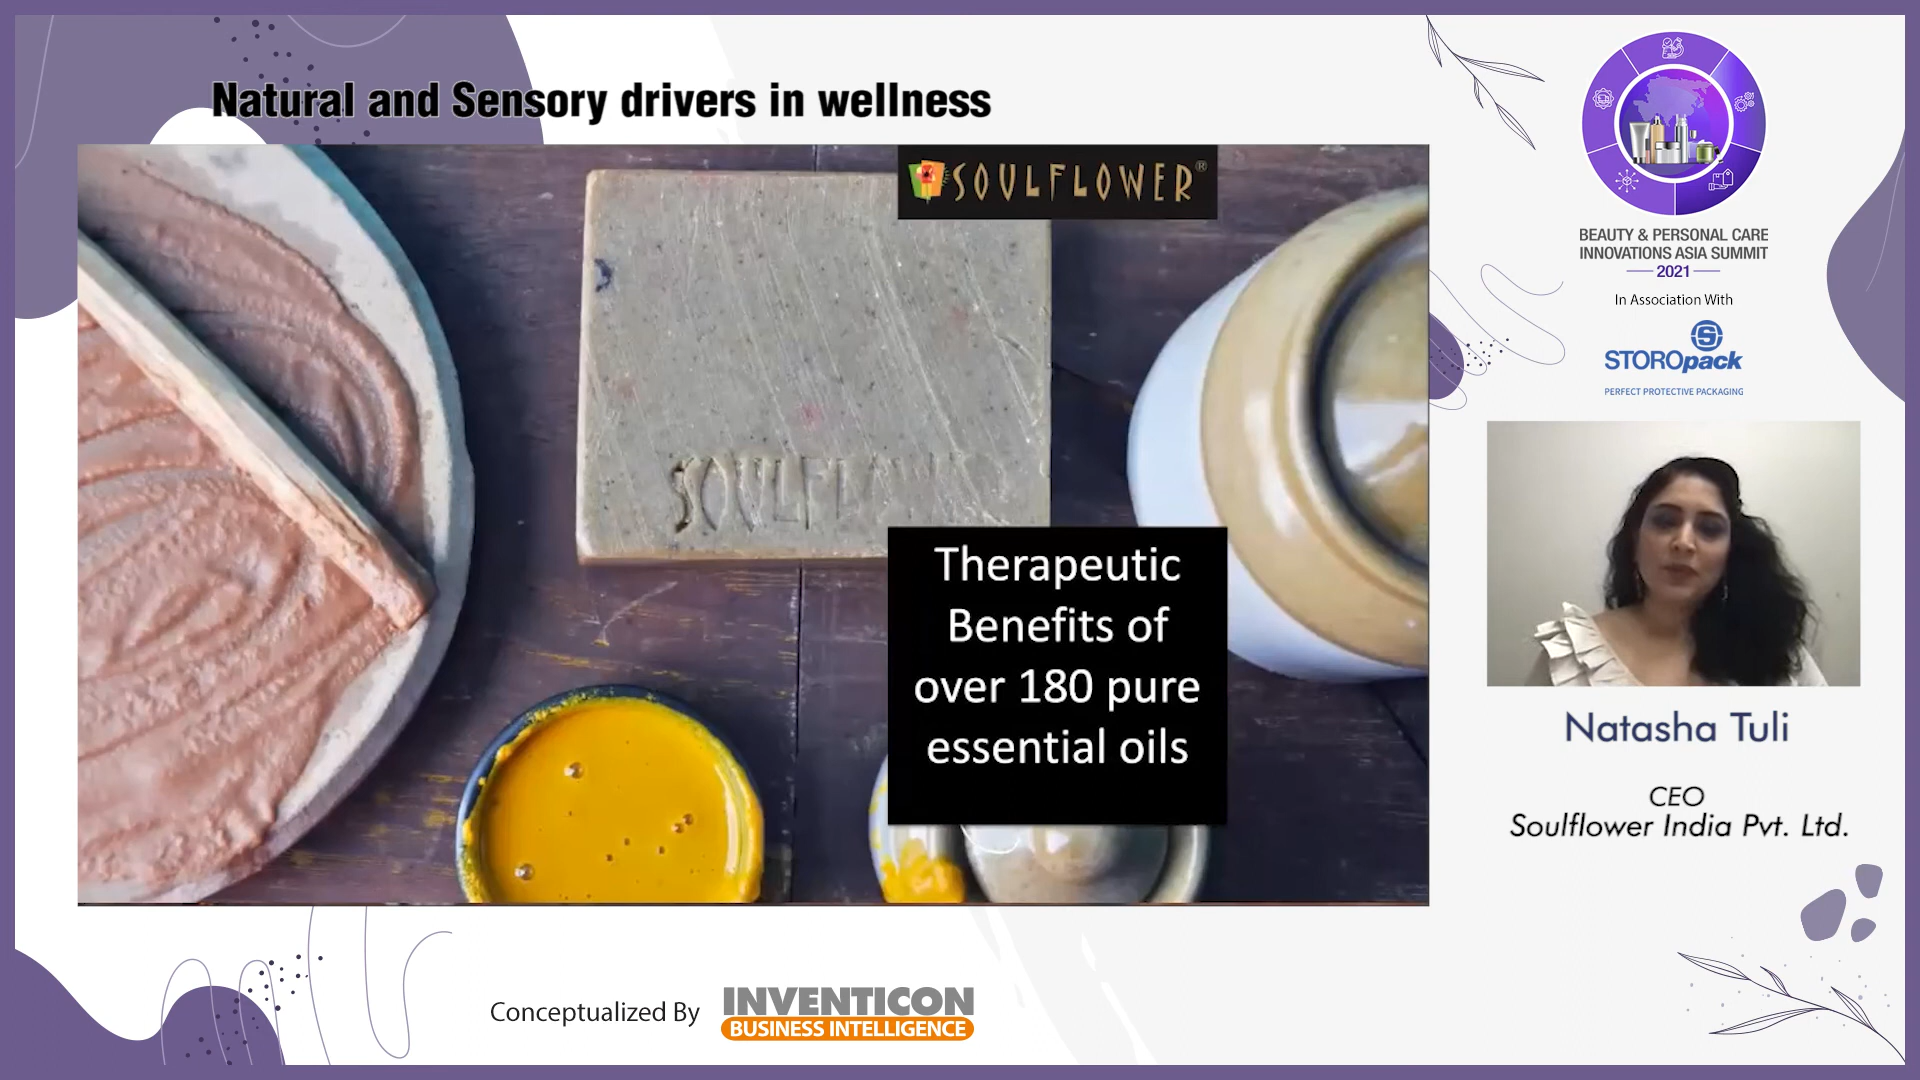 Natural and Sensory drivers in wellness
SOULFLOWER®
SOULFLOWER
Therapeutic
Benefits of
over 180 pure
essential oils
BEAUTY & PERSONAL CARE
INNOVATIONS ASIA SUMMIT
2021
In Association With
S
STOROpack
PERFECT PROTECTIVE PACKAGING
Natasha Tuli
CEO
Soulflower India Pvt. Ltd.
Conceptualized By
INVENTICON
BUSINESS INTELLIGENCE